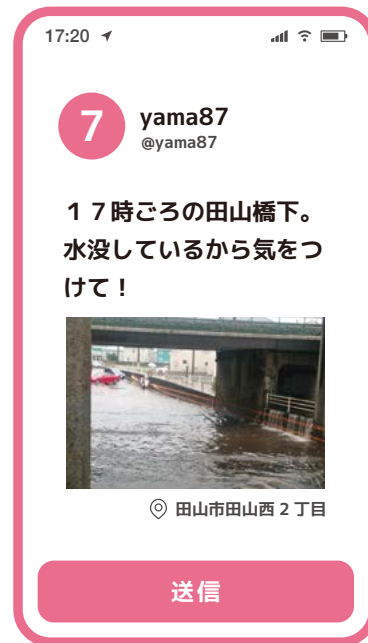 17:20
7
yama87
@yama87
１７時ごろの田山橋下。
水没しているから気をつ
けて！
田山市田山西２丁目
送信